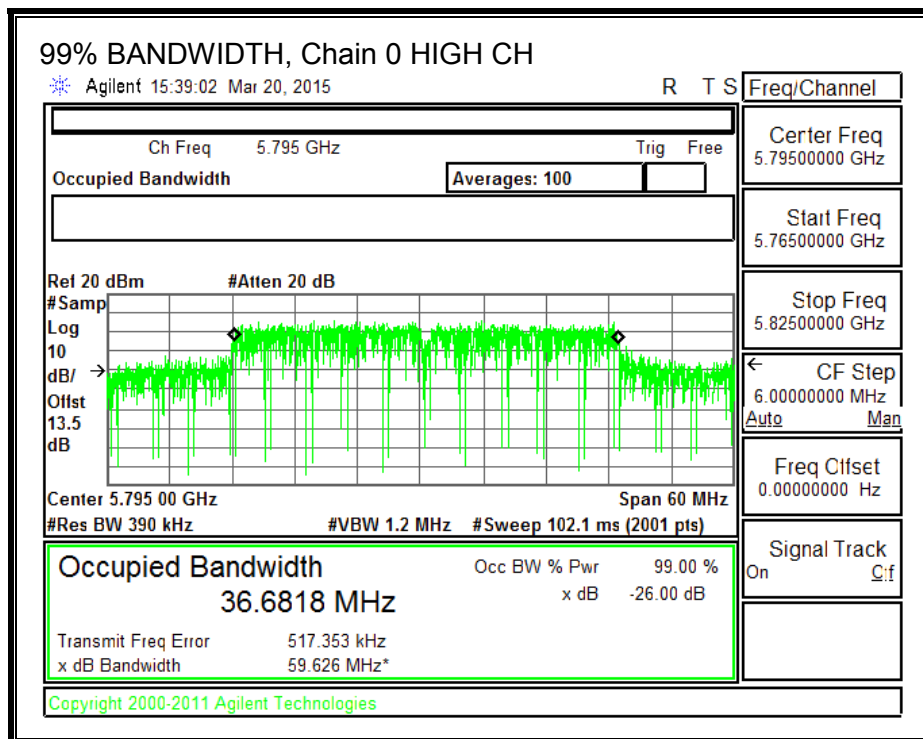 99% BANDWIDTH, Chain 0 HIGH CH
Agilent 15:39:02 Mar 20, 2015 R T S
Freq/Channel
Ch Freq 5.795 GHz Trig Free
Occupied Bandwidth Averages: 100
Center Freq
5.79500000 GHz
Start Freq
5.76500000 GHz
Stop Freq
5.82500000 GHz
CF Step
6.00000000 MHz
Auto Man
Freq Offset
0.00000000 Hz
Signal Track
On Off
Ref 20 dBm #Atten 20 dB
#Samp
Log
10
dB/
Offst
13.5
dB
Center 5.795 00 GHz Span 60 MHz
#Res BW 390 kHz #VBW 1.2 MHz #Sweep 102.1 ms (2001 pts)
Occupied Bandwidth Occ BW % Pwr 99.00 %
36.6818 MHz x dB -26.00 dB
Transmit Freq Error 517.353 kHz
x dB Bandwidth 59.626 MHz*
Copyright 2000-2011 Agilent Technologies